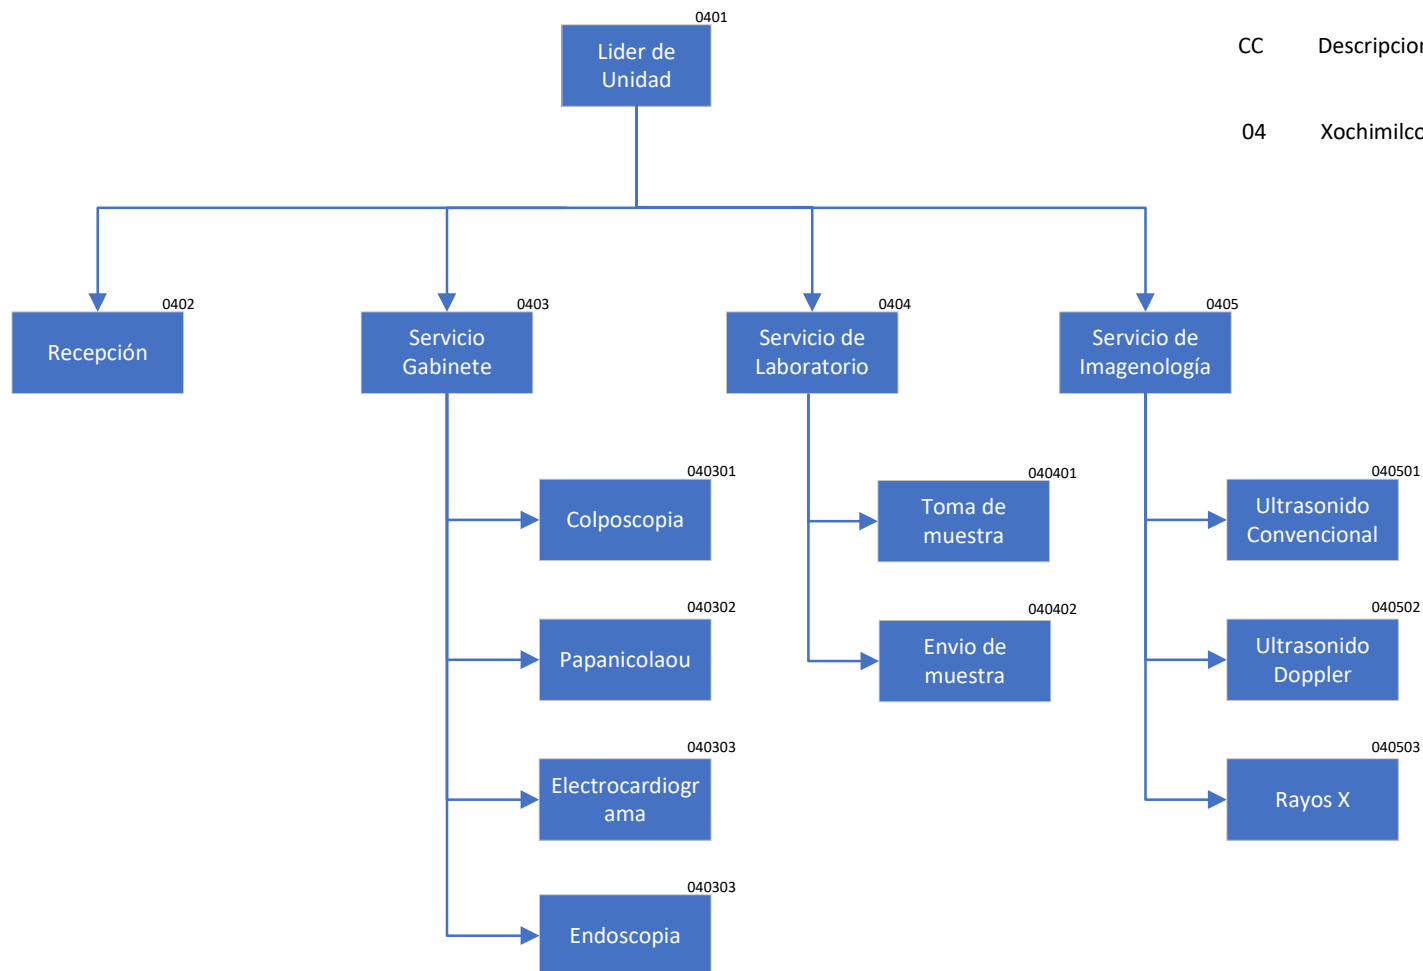 0401
Lider de
Unidad
CC Descripcion
04 Xochimilco
0402
Recepción
0403
Servicio
Gabinete
0404
Servicio de
Laboratorio
0405
Servicio de
Imagenología
040301
Colposcopia
040302
Papanicolaou
040303
Electrocardiogr
ama
040303
Endoscopia
040401
Toma de
muestra
040402
Envio de
muestra
040501
Ultrasonido
Convencional
040502
Ultrasonido
Doppler
040503
Rayos X